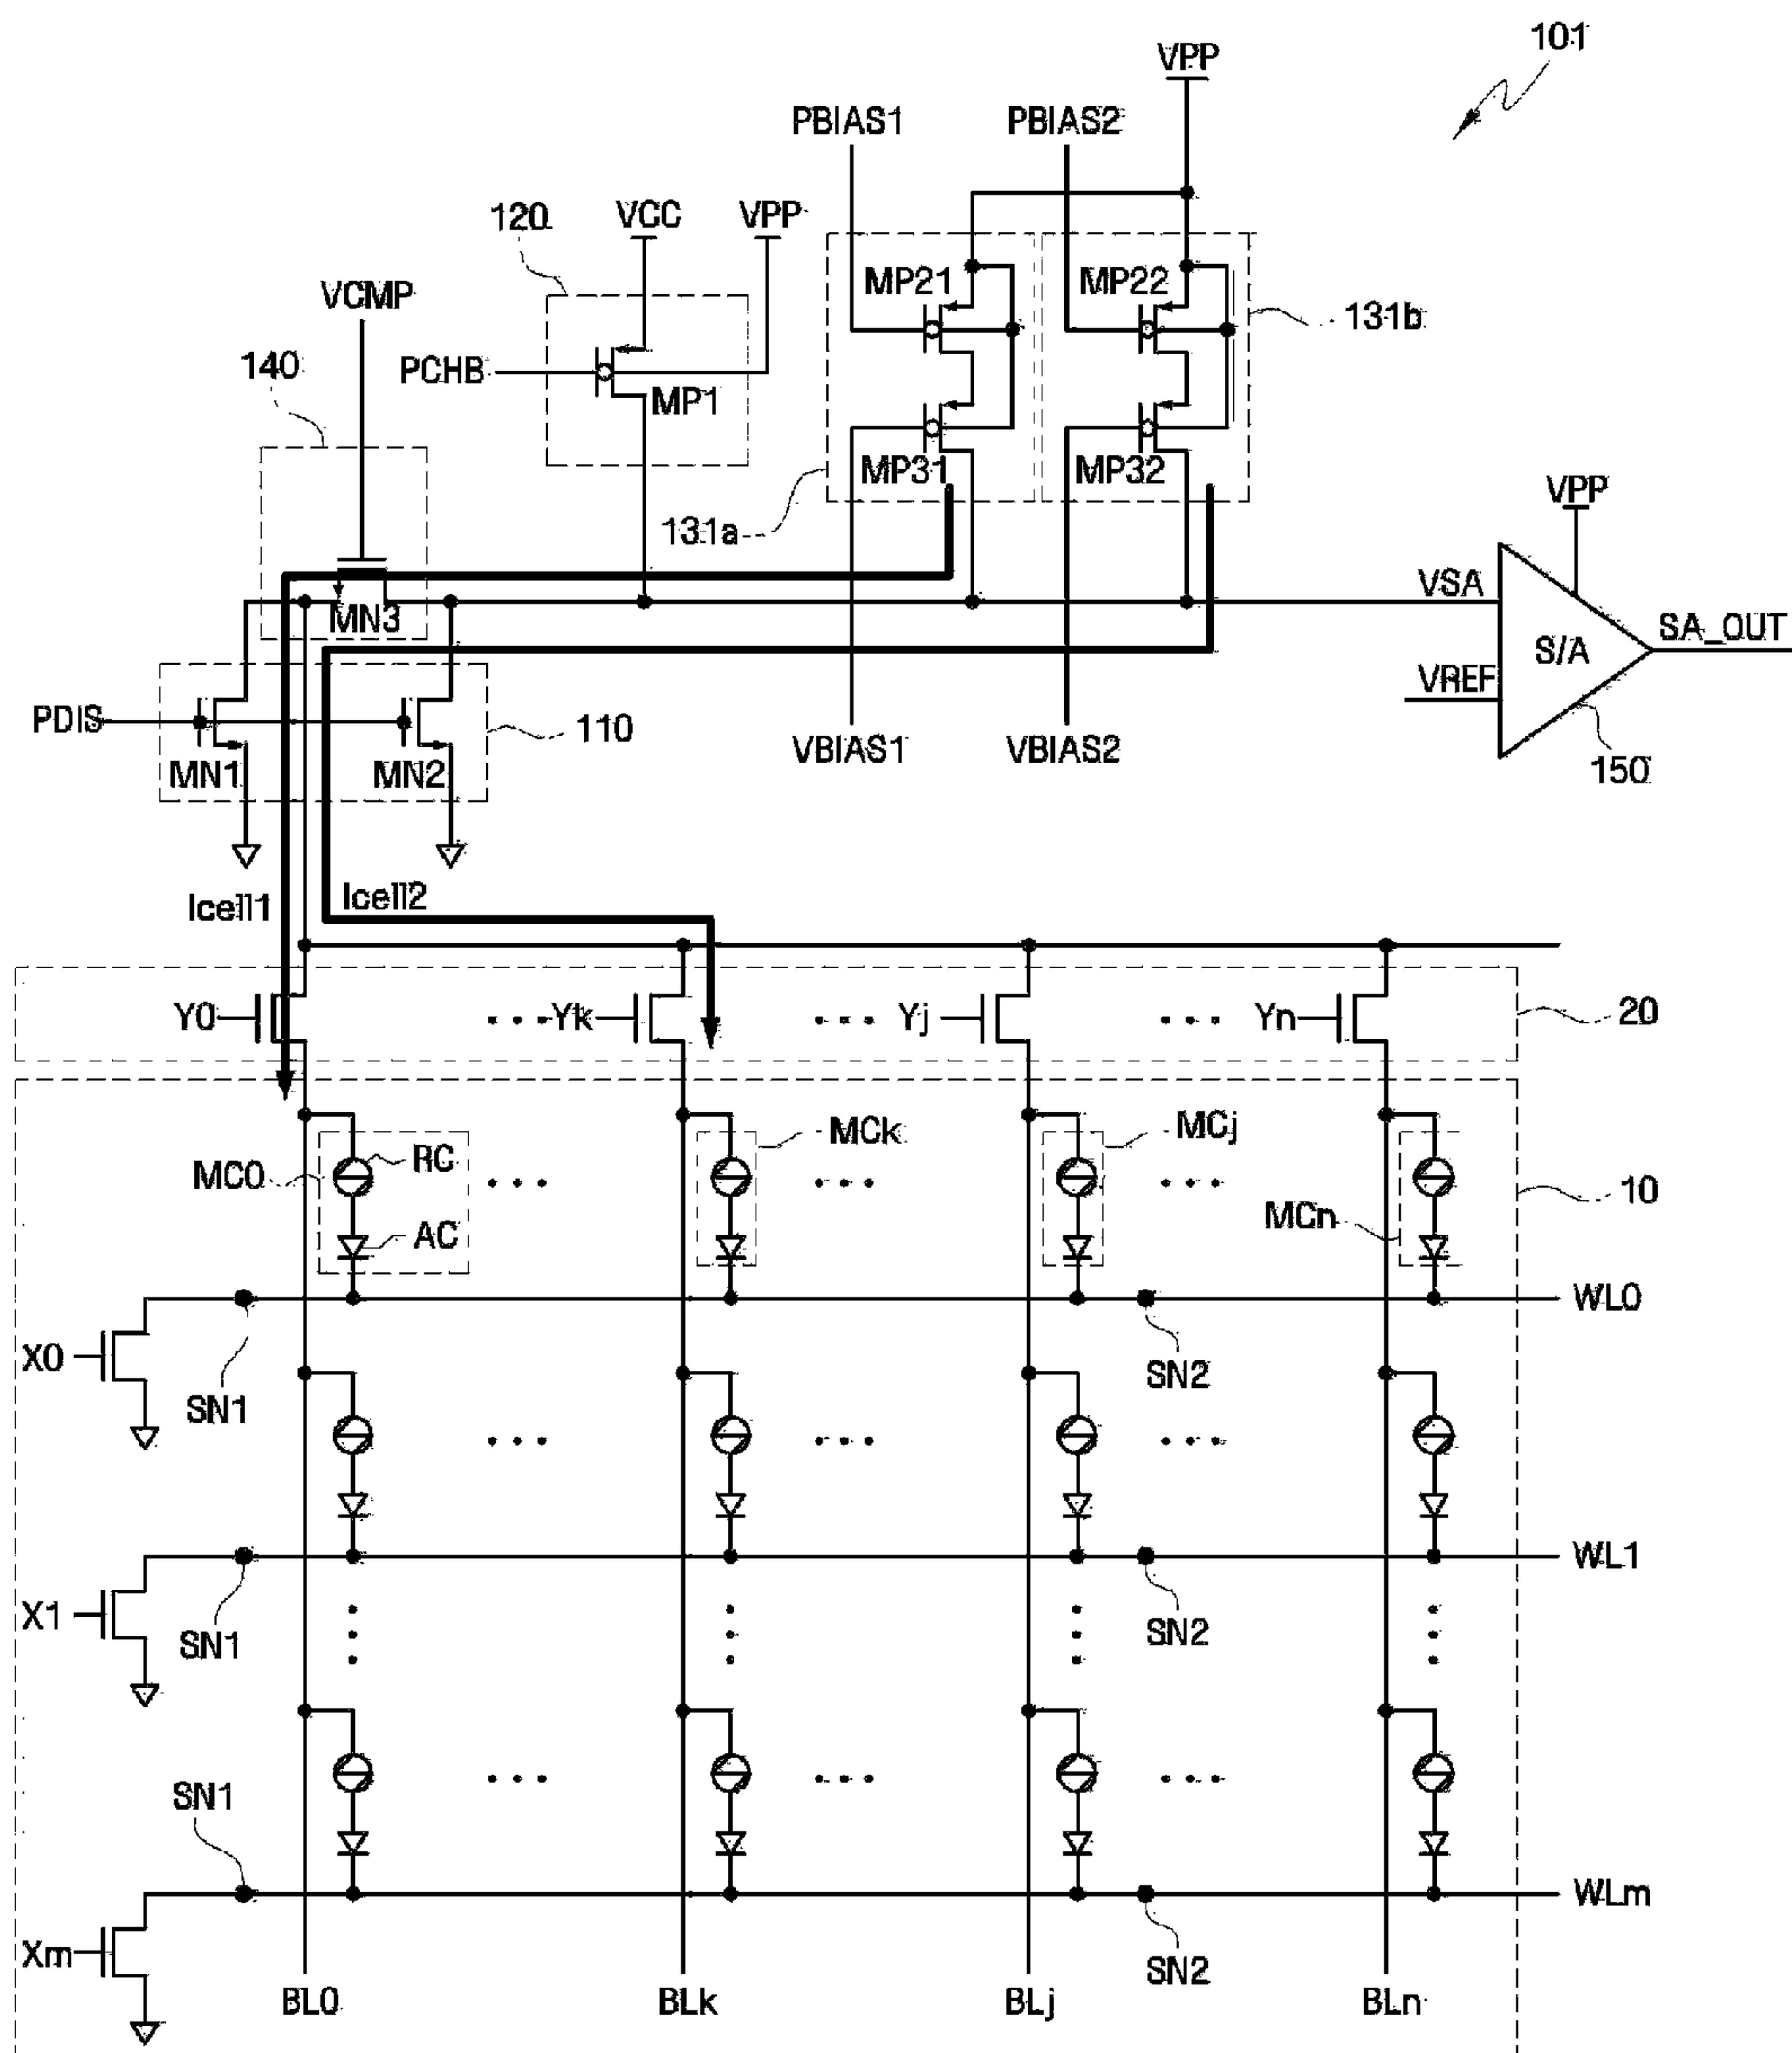 101
VPP
PBIAS1 PBIAS2
120 VCC VPP
VCMP
MP21 MP22
131b
140
PCHB
MP1
MP31 MP32
131a
VPP
VSA
MN3
SA_OUT
S/A
VREF
PDIS
110
MN1 MN2
VBIAS1 VBIAS2
150
Icell1 Icell2
Y0 Yk Yj Yn 20
MCk MCj
MC0 RC
10
MCn
AC
WL0
X0
SN1 SN2
WL1
X1
SN1 SN2
SN1
WLm
Xm
SN2
BL0 BLk BLj BLn